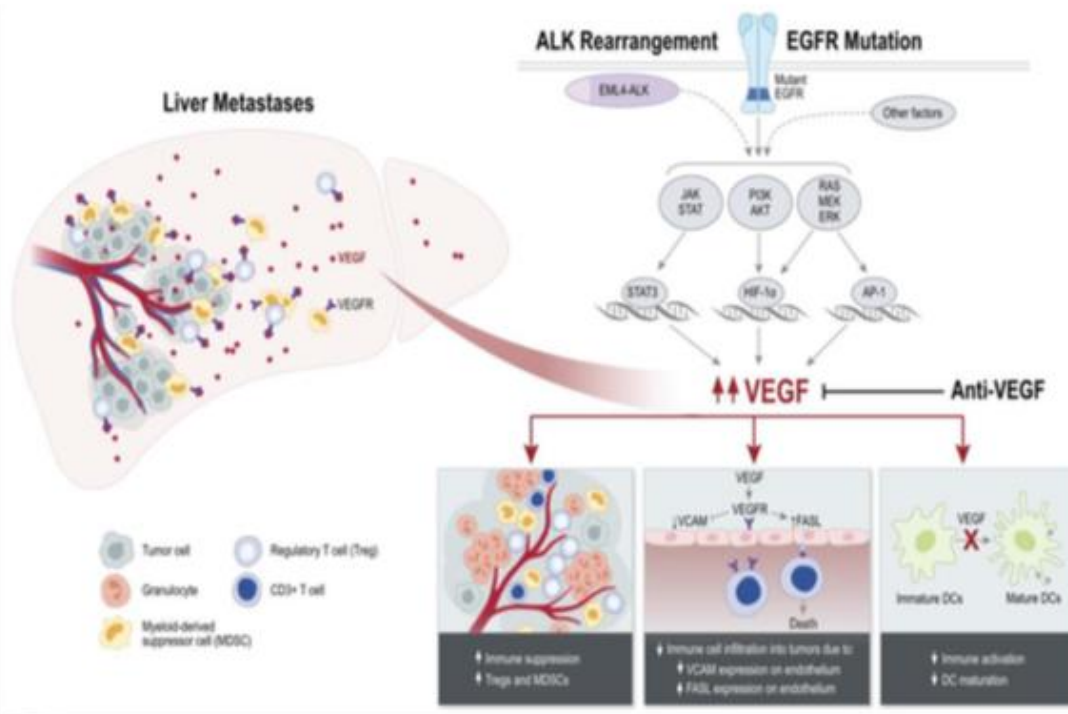 ALK Rearrangement
EGFR Mutation
EML4-ALK
Mutant
EGFR
Other factors
Liver Metastases
JAK
STAT
PI3K
AKT
RAS
MEK
ERK
VEGF
VEGFR
STAT3
HIF-1α
AP-1
VEGF
Anti-VEGF
Tumor cell
Granulocyte
Myeloid-derived
suppressor cell (MDSC)
Regulatory T cell (Treg)
CD3+ T cell
VEGF
VEGFR
↓VCAM
↑FASL
Death
VEGF
X
Immature DCs
Mature DCs
Immune suppression
Tregs and MDSCs
Immune cell infiltration into tumors due to:
VCAM expression on endothelium
FASL expression on endothelium
Immune activation
DC maturation